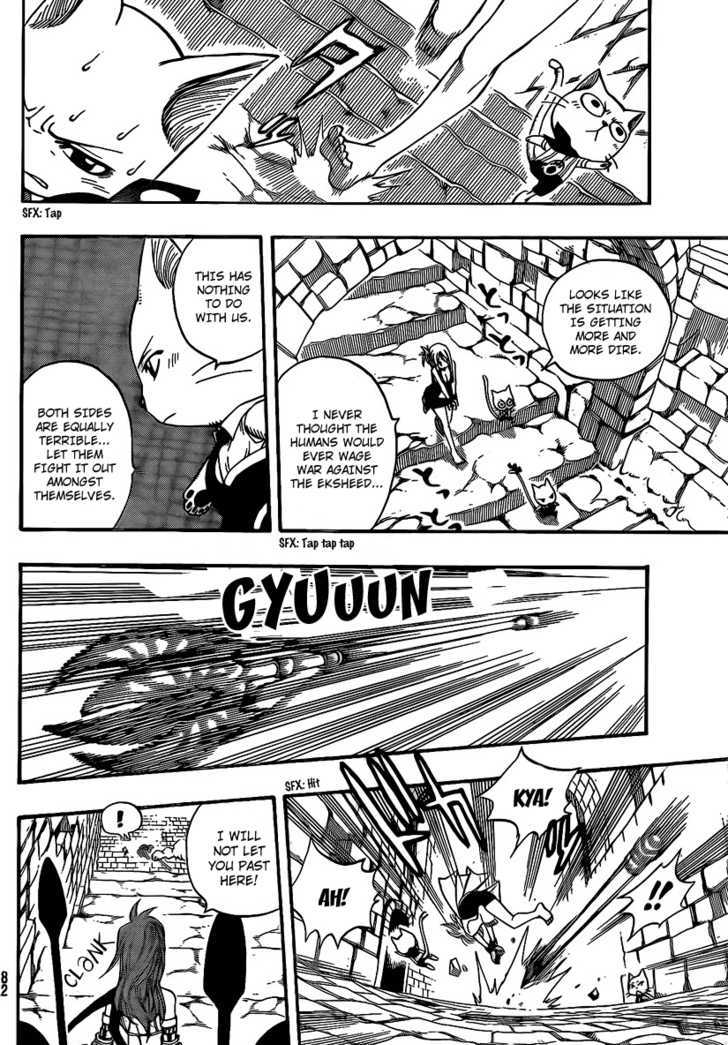 SFX: Tap
LOOKS LIKE
THE SITUATION
IS GETTING
MORE AND
MORE DIRE.
I NEVER
THOUGHT THE
HUMANS WOULD
EVER WAGE
WAR AGAINST
THE EKSHEED...
SFX: Tap tap tap
THIS HAS
NOTHING
TO DO
WITH US.
BOTH SIDES
ARE EQUALLY
TERRIBLE...
LET THEM
FIGHT IT OUT
AMONGST
THEMSELVES.
GYUUUN
SFX: Hit
KYA!
AH!
!!
!
I WILL
NOT LET
YOU PAST
HERE!
CLANK
82